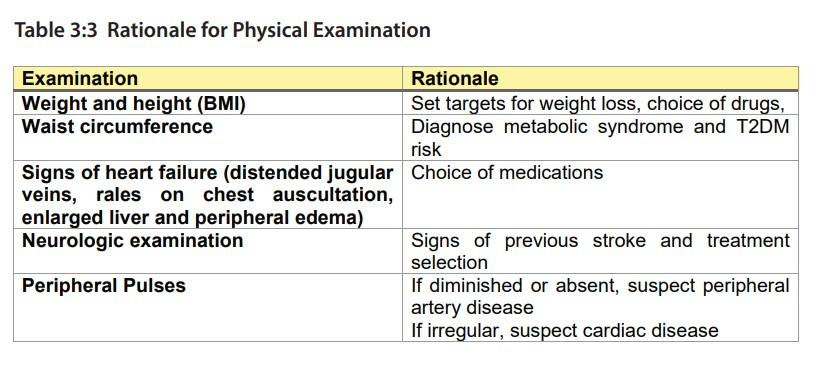 Table 3:3 Rationale for Physical Examination
Examination
Rationale
Weight and height (BMI)
Set targets for weight loss, choice of drugs,
Waist circumference
Diagnose metabolic syndrome and T2DM
risk
Signs of heart failure (distended jugular
veins, rales on chest auscultation,
enlarged liver and peripheral edema)
Choice of medications
Neurologic examination
Signs of previous stroke and treatment
selection
Peripheral Pulses
If diminished or absent, suspect peripheral
artery disease
If irregular, suspect cardiac disease